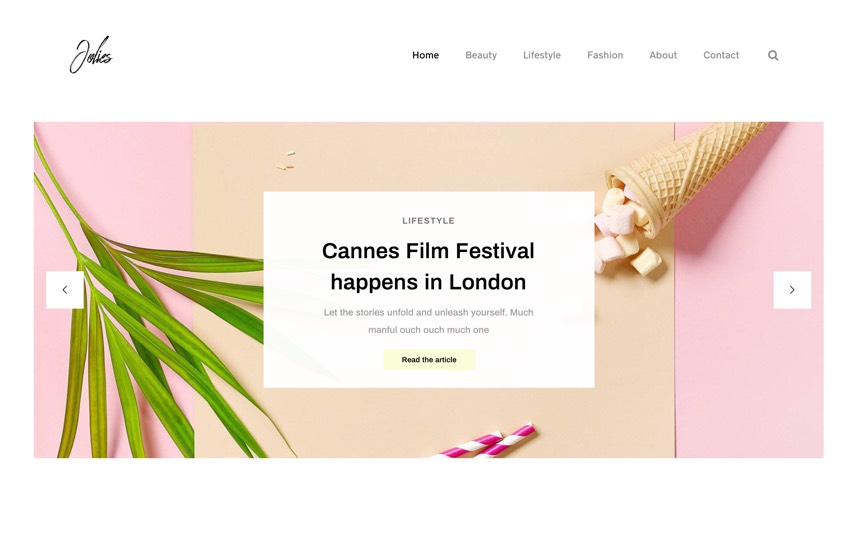 Jolies
Home Beauty Lifestyle Fashion About Contact
LIFESTYLE
Cannes Film Festival
happens in London
Let the stories unfold and unleash yourself. Much
manful ouch ouch much one
Read the article